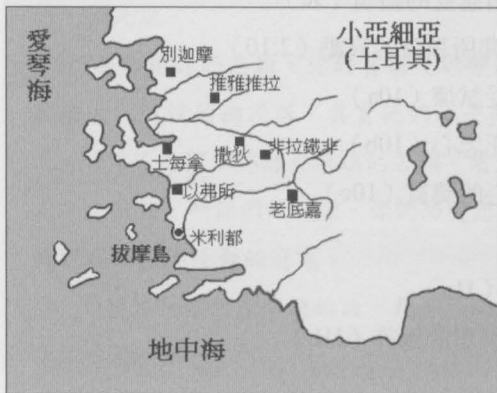 愛琴海
小亞細亞
(土耳其)
別迦摩
推雅推拉
士每拿
撒狄
非拉鐵非
以弗所
老底嘉
米利都
拔摩島
地中海